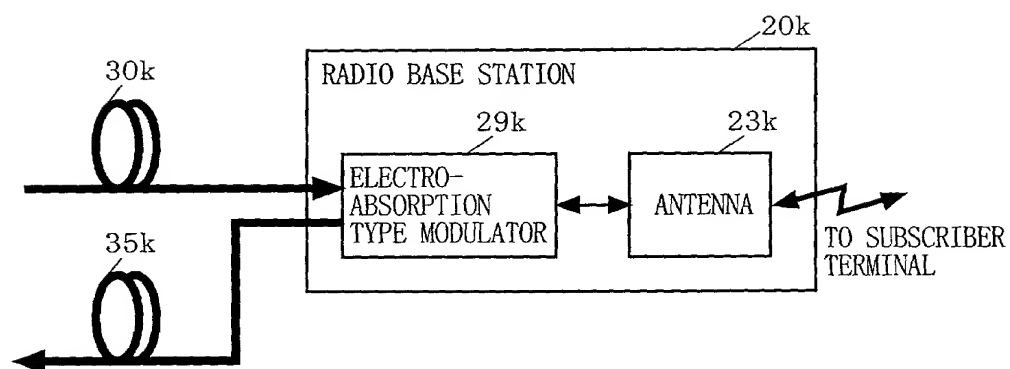 20k
30k
RADIO BASE STATION
29k
23k
ELECTRO-
ABSORPTION
TYPE MODULATOR
ANTENNA
35k
TO SUBSCRIBER
TERMINAL